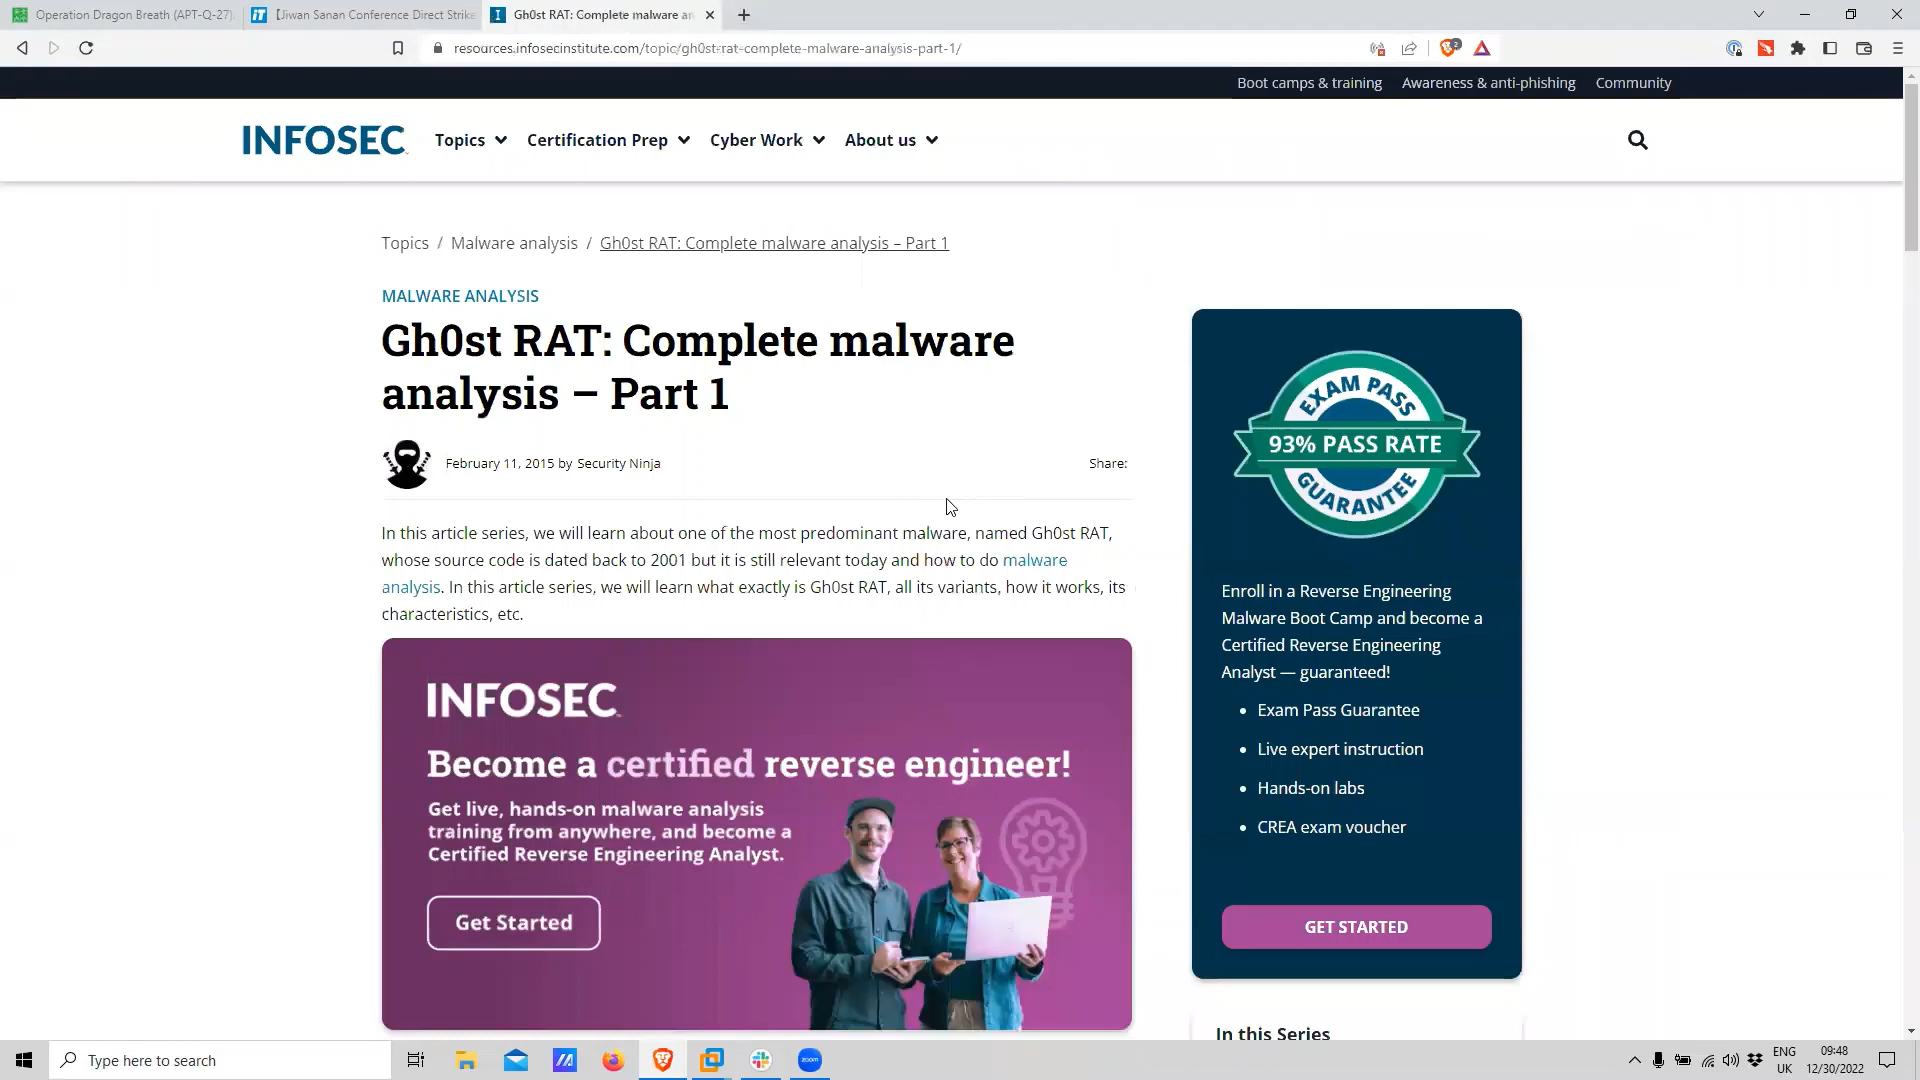 Operation Dragon Breath (APT-Q-27)
【Jiwan Sanan Conference Direct Strike
Gh0st RAT: Complete malware an
resources.infosecinstitute.com/topic/gh0st-rat-complete-malware-analysis-part-1/
2
Boot camps & training Awareness & anti-phishing Community
INFOSEC Topics Certification Prep Cyber Work About us
Topics / Malware analysis / Gh0st RAT: Complete malware analysis – Part 1
MALWARE ANALYSIS
Gh0st RAT: Complete malware
analysis – Part 1
February 11, 2015 by Security Ninja
Share:
In this article series, we will learn about one of the most predominant malware, named Gh0st RAT,
whose source code is dated back to 2001 but it is still relevant today and how to do malware
analysis. In this article series, we will learn what exactly is Gh0st RAT, all its variants, how it works, its
characteristics, etc.
INFOSEC
Become a certified reverse engineer!
Get live, hands-on malware analysis
training from anywhere, and become a
Certified Reverse Engineering Analyst.
Get Started
EXAM PASS
93% PASS RATE
GUARANTEE
Enroll in a Reverse Engineering
Malware Boot Camp and become a
Certified Reverse Engineering
Analyst — guaranteed!
• Exam Pass Guarantee
• Live expert instruction
• Hands-on labs
• CREA exam voucher
GET STARTED
In this Series
Type here to search
zoom
ENG
UK
09:48
12/30/2022